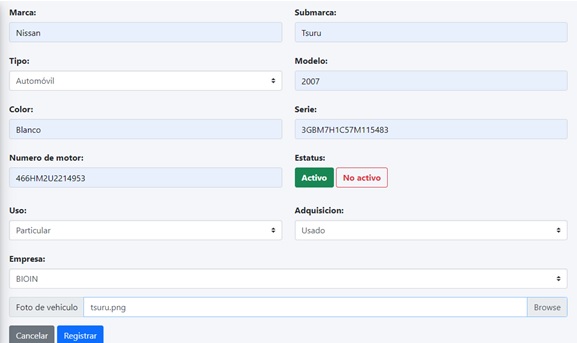 Marca: Submarca:
Nissan Tsuru
Tipo: Modelo:
Automóvil 2007
Color: Serie:
Blanco 3GBM7H1C57M115483
Numero de motor: Estatus:
466HM2U2214953 Activo No activo
Uso: Adquisicion:
Particular Usado
Empresa:
BIOIN
Foto de vehículo tsuru.png Browse
Cancelar Registrar